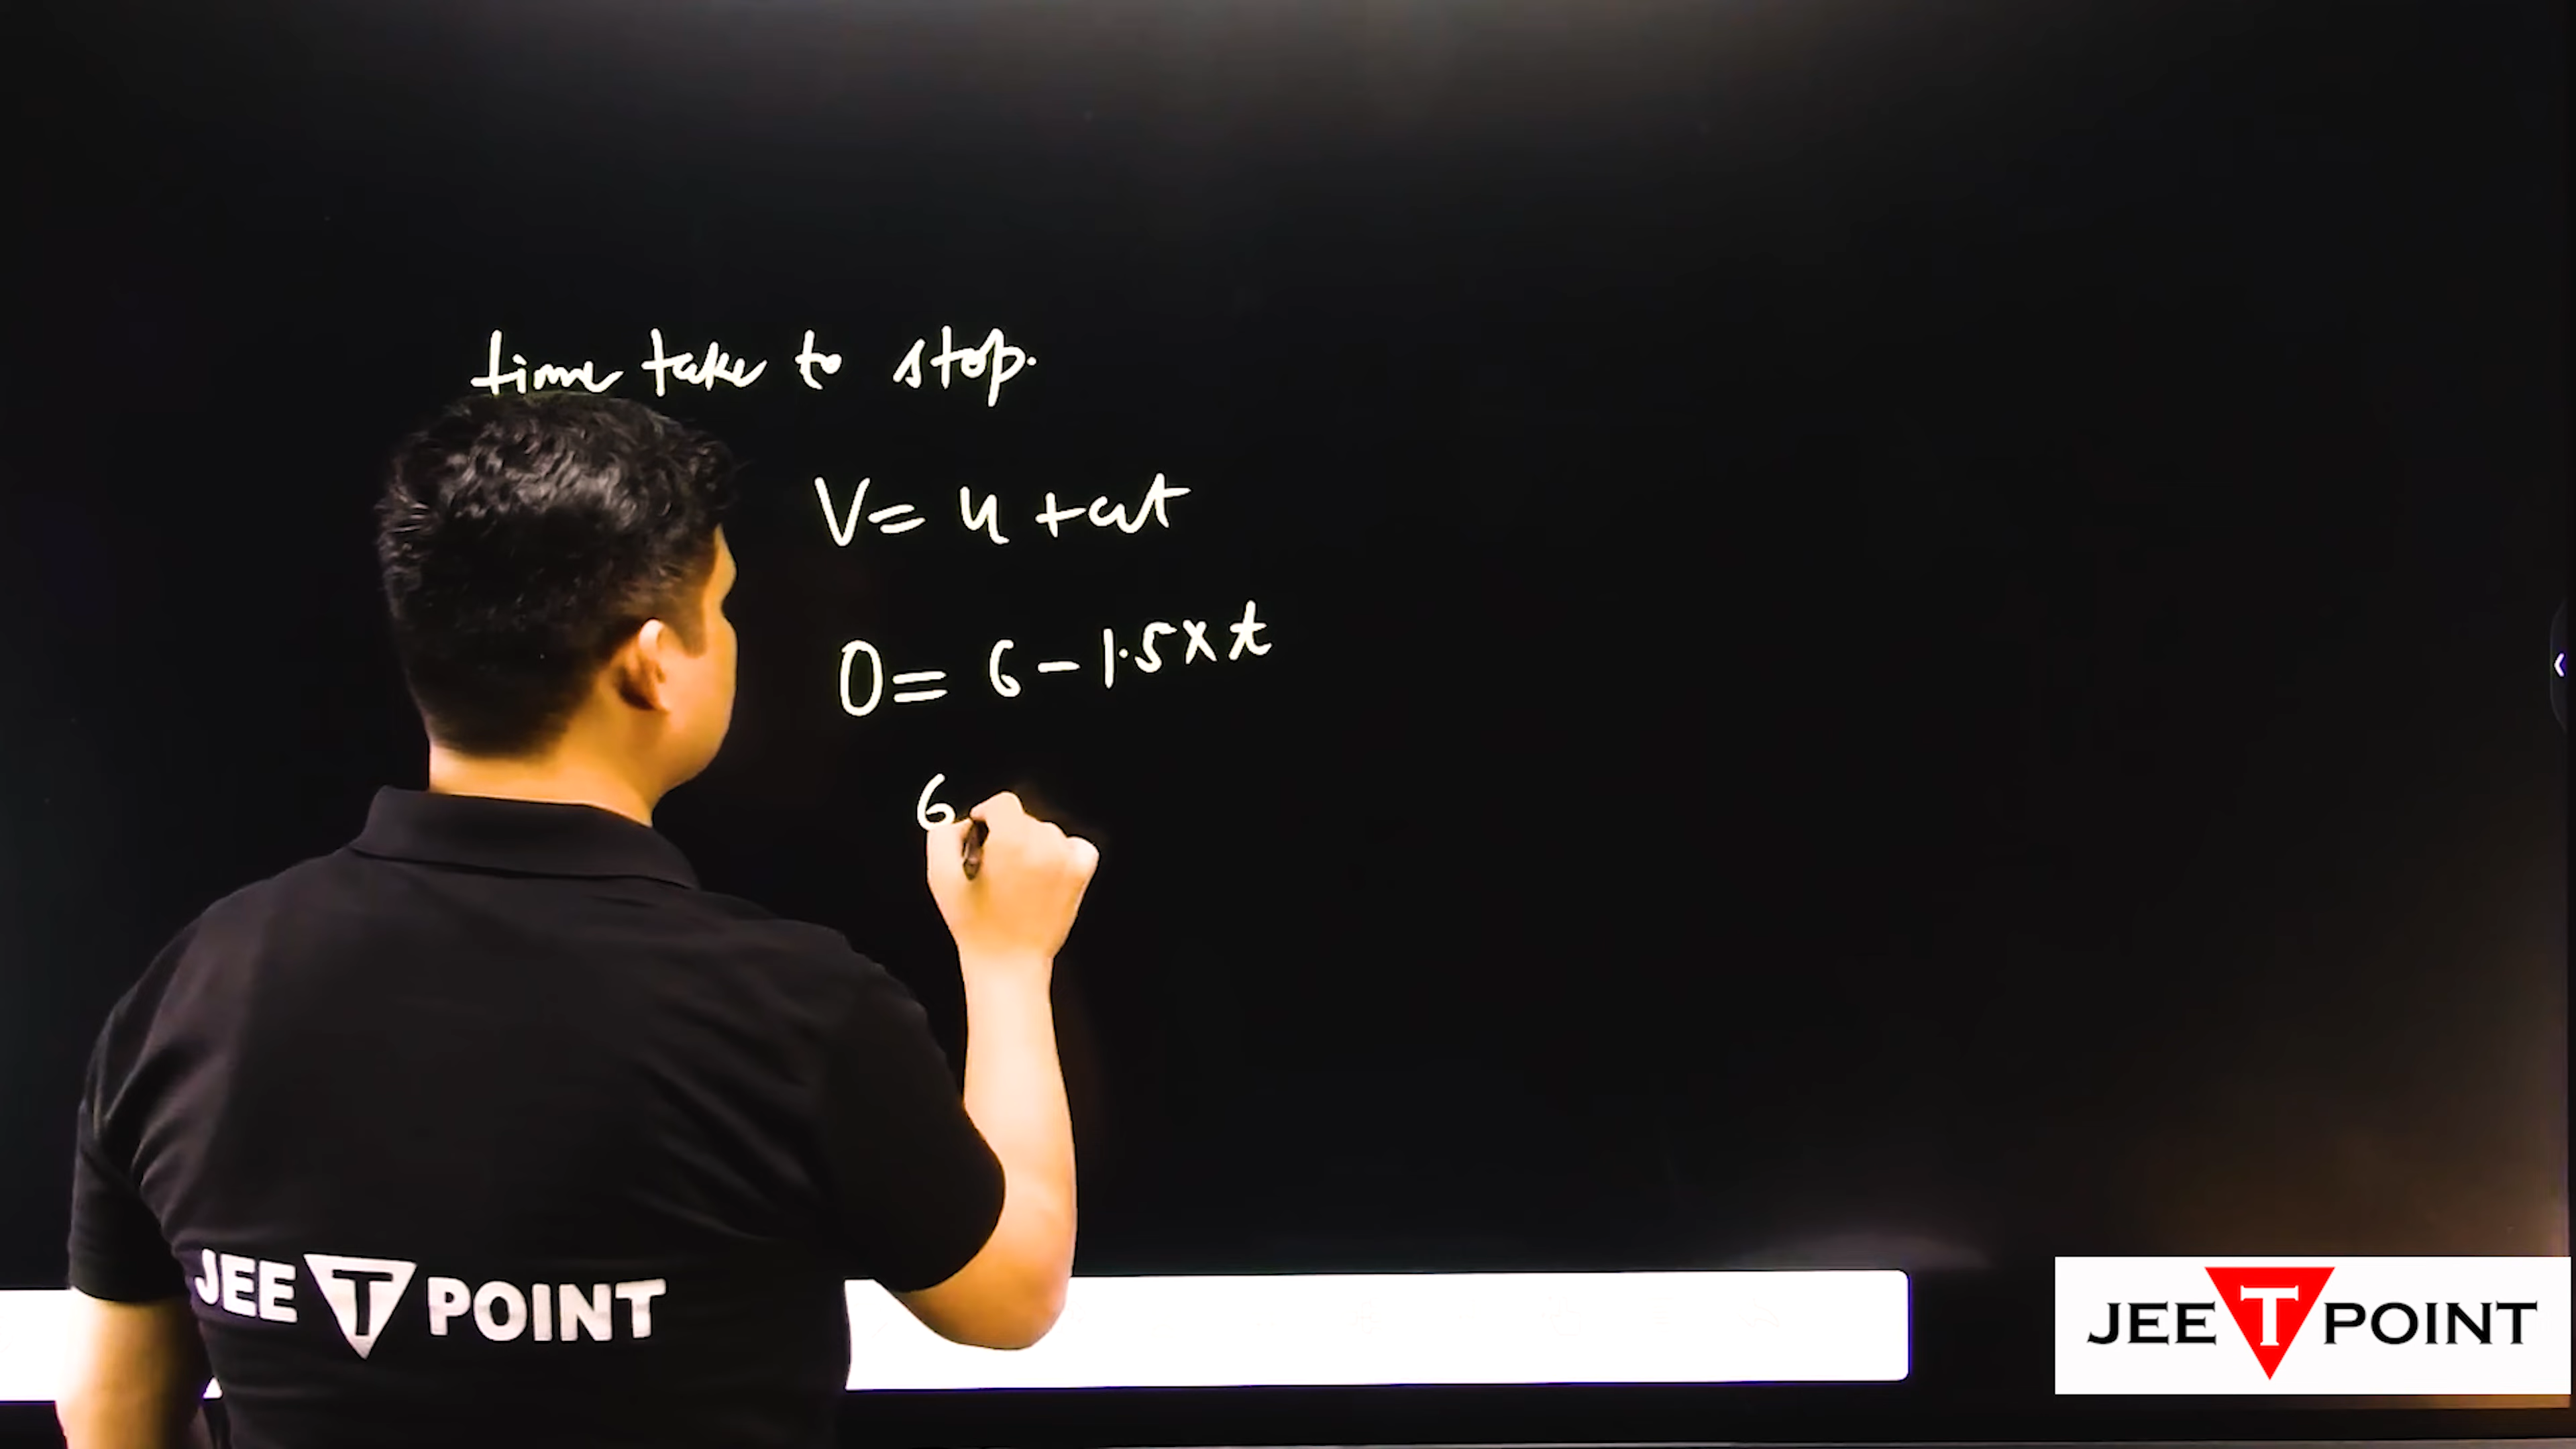 time take to stop.
V = u + at
0 = 6 - 1.5 x t
6
JEE T POINT
JEE T POINT